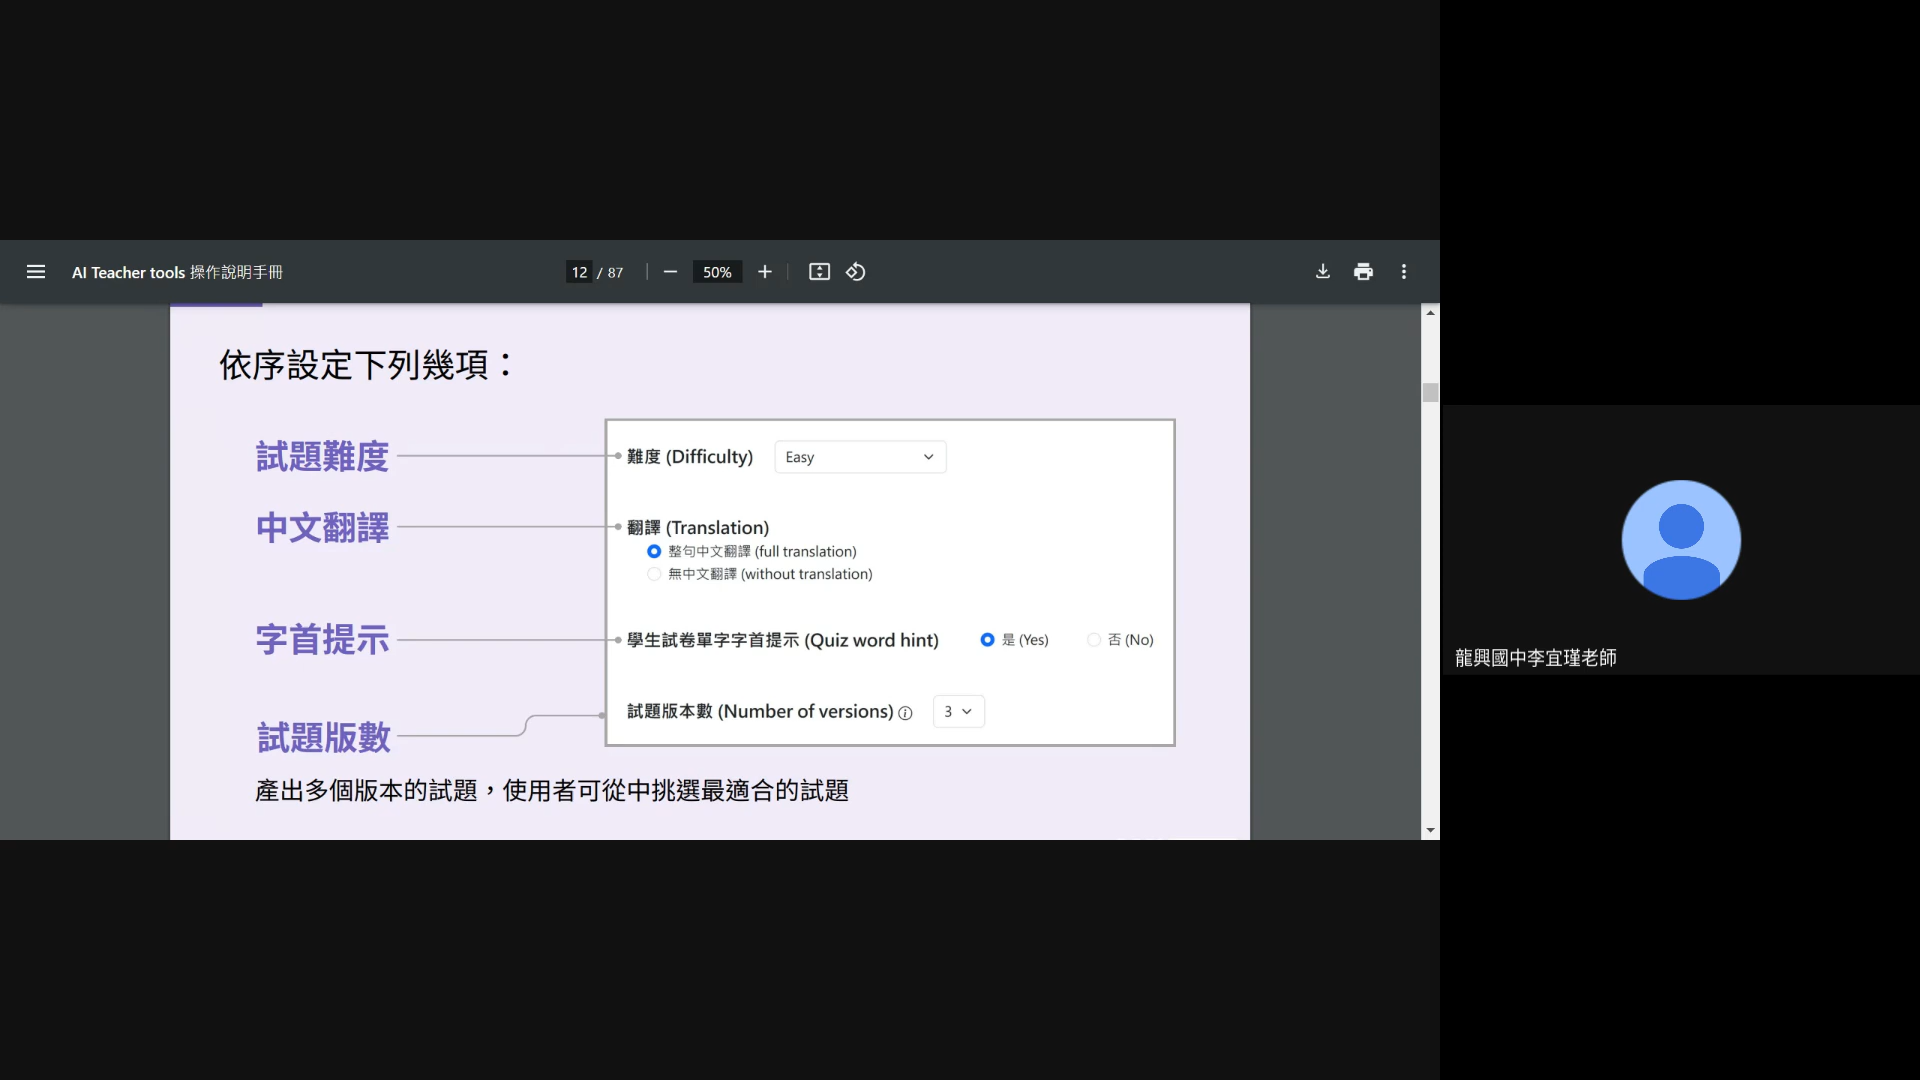 AI Teacher tools 操作說明手冊
12 / 87
50%
依序設定下列幾項：
試題難度
難度 (Difficulty)
Easy
中文翻譯
翻譯 (Translation)
整句中文翻譯 (full translation)
無中文翻譯 (without translation)
字首提示
學生試卷單字字首提示 (Quiz word hint)
是 (Yes)
否 (No)
試題版本數 (Number of versions)
3
試題版數
產出多個版本的試題，使用者可從中挑選最適合的試題
龍興國中李宜瑾老師